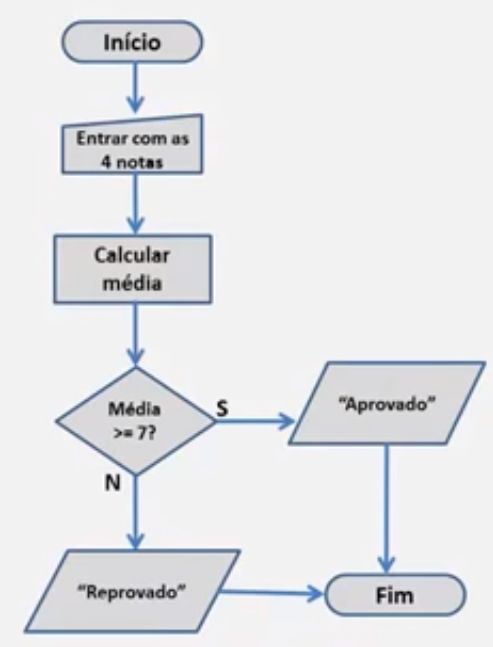 Início
Entrar com as
4 notas
Calcular
média
Média
>= 7?
S
"Aprovado"
N
"Reprovado"
Fim